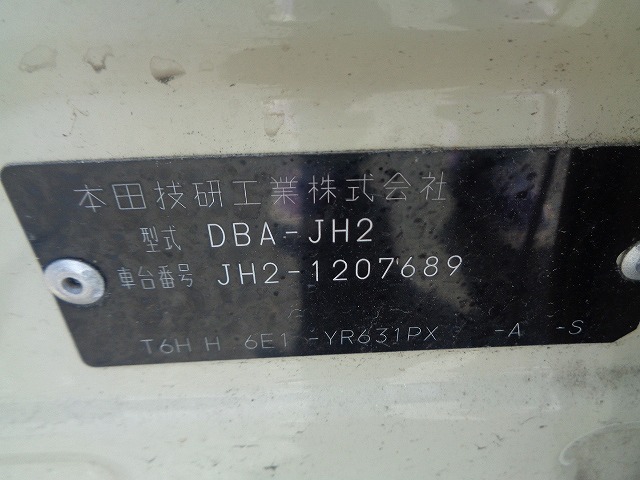 本田技研工業株式会社
型式 DBA-JH2
車台番号 JH2-1207689
T6H H 6E1 -YR631PX -A -S